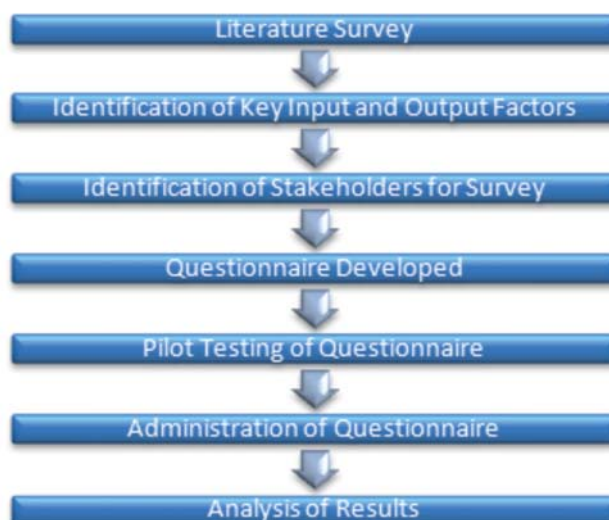 Literature Survey
Identification of Key Input and Output Factors
Identification of Stakeholders for Survey
Questionnaire Developed
Pilot Testing of Questionnaire
Administration of Questionnaire
Analysis of Results